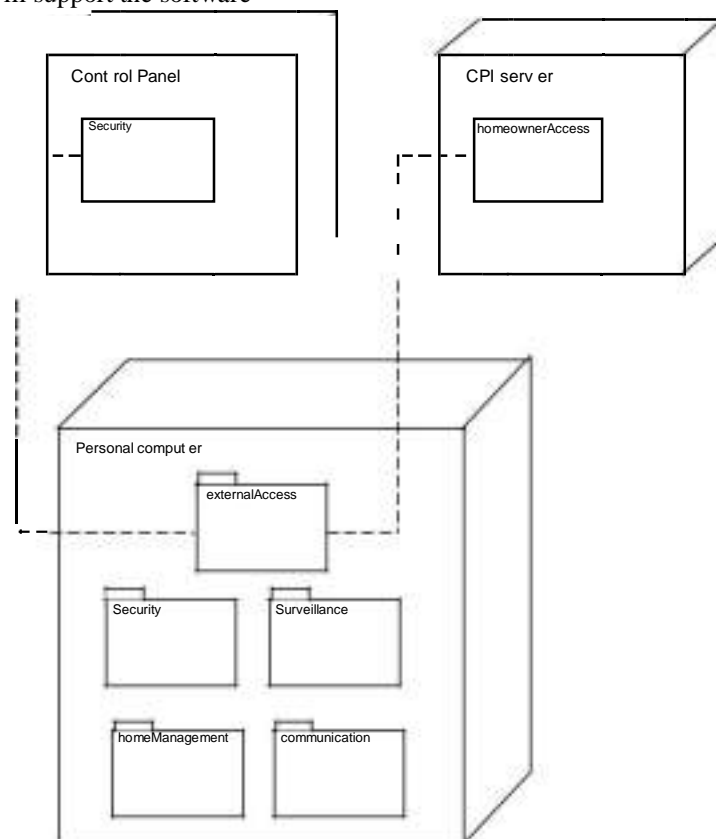 support the software
Cont rol Panel
CPI serv er
Security
homeownerAccess
Personal comput er
externalAccess
Security
Surveillance
homeManagement
communication